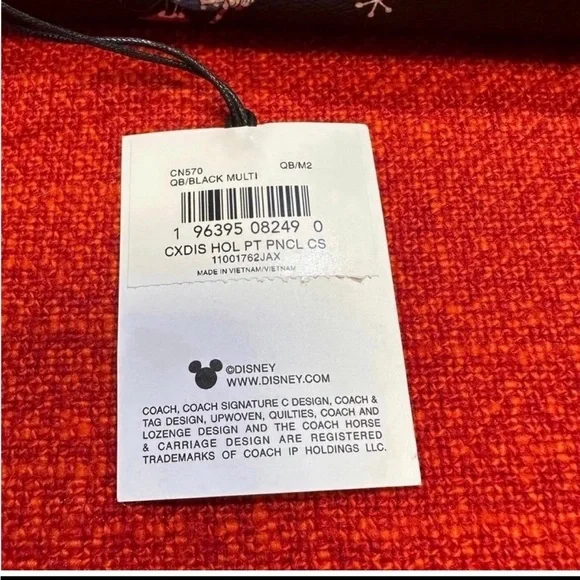 CN570 QB/M2
QB/BLACK MULTI
1 96395 08249 0
CXDIS HOL PT PNCL CS
11001762JAX
MADE IN VIETNAM/VIETNAM
©DISNEY
WWW.DISNEY.COM
COACH, COACH SIGNATURE C DESIGN, COACH &
TAG DESIGN, UPWOVEN, QUILTIES, COACH AND
LOZENGE DESIGN AND THE COACH HORSE
& CARRIAGE DESIGN ARE REGISTERED
TRADEMARKS OF COACH IP HOLDINGS LLC.